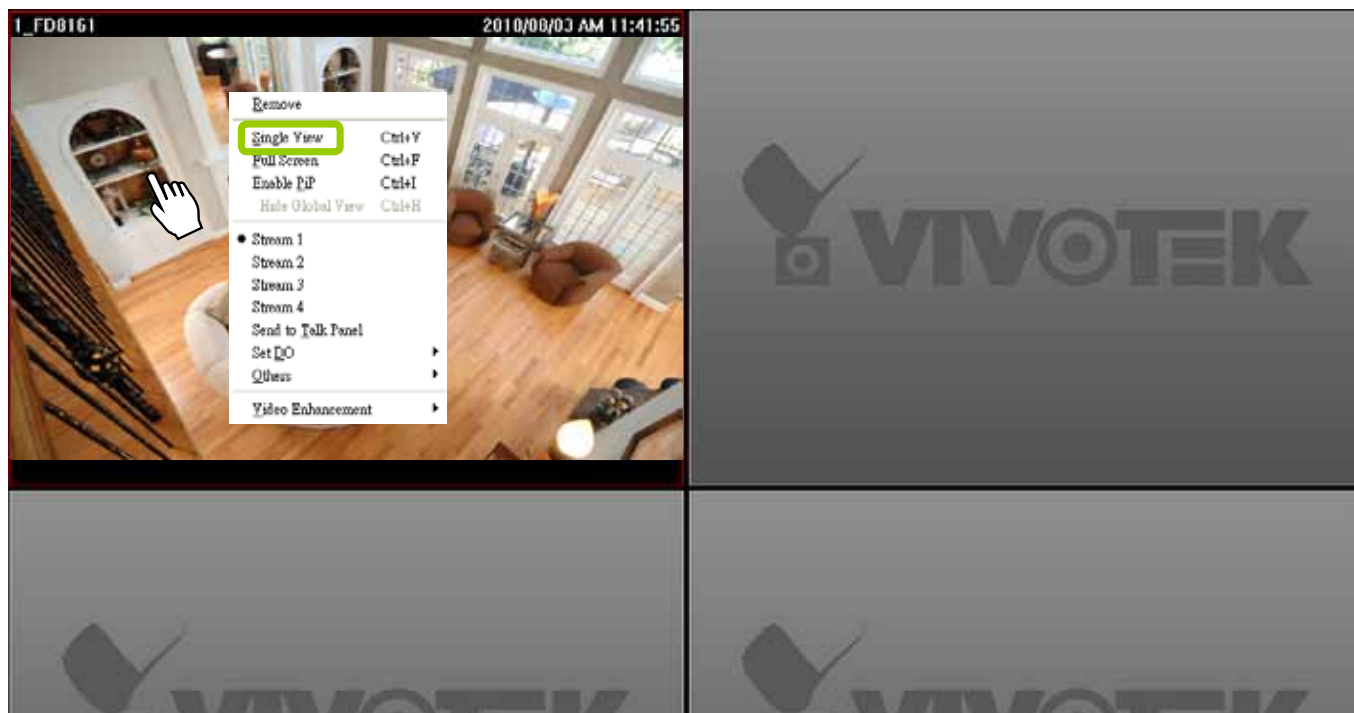 1_FD8161 2010/08/03 AM 11:41:55
Remove
Single View Ctrl+V
Full Screen Ctrl+F
Enable PiP Ctrl+I
Hide Global View Ctrl+H
Stream 1
Stream 2
Stream 3
Stream 4
Send to Talk Panel
Set DO
Others
Video Enhancement
VIVOTEK
VIVOTEK
VIVOTEK